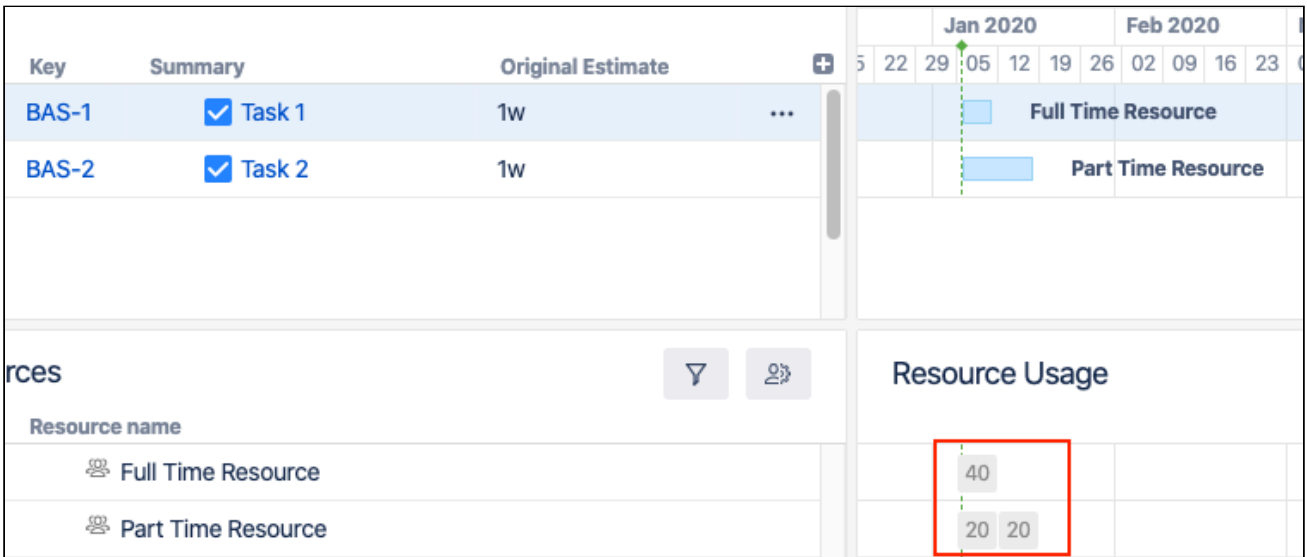 Jan 2020 Feb 2020
Key Summary Original Estimate 5 22 29 05 12 19 26 02 09 16 23
BAS-1 Task 1 1w ... Full Time Resource
BAS-2 Task 2 1w Part Time Resource
rces Resource Usage
Resource name
Full Time Resource 40
Part Time Resource 20 20